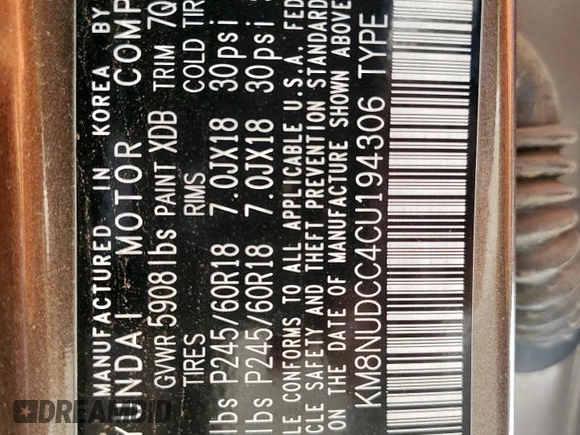 MANUFACTURED IN KOREA BY
YUNDAI MOTOR COMP
GVWR 5908lbs PAINT XDB TRIM 7Q
TIRES RIMS COLD TIR
lbs P245/60R18 7.0JX18 30psi
lbs P245/60R18 7.0JX18 30psi
LE CONFORMS TO ALL APPLICABLE U.S.A. FED
CLE SAFETY AND THEFT PREVENTION STANDARD
ON THE DATE OF MANUFACTURE SHOWN ABOVE
KM8NUDCC4CU194306 TYPE
DREAMBID